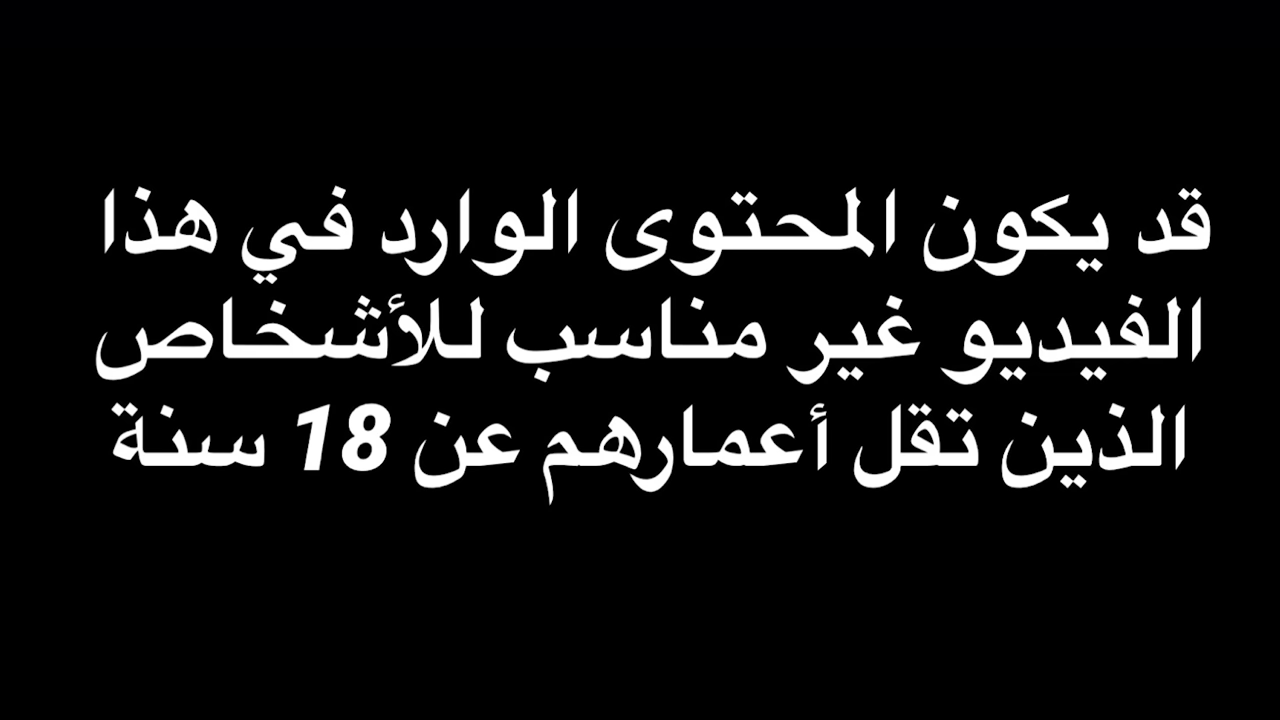 قد يكون المحتوى الوارد في هذا
الفيديو غير مناسب للأشخاص
الذين تقل أعمارهم عن 18 سنة